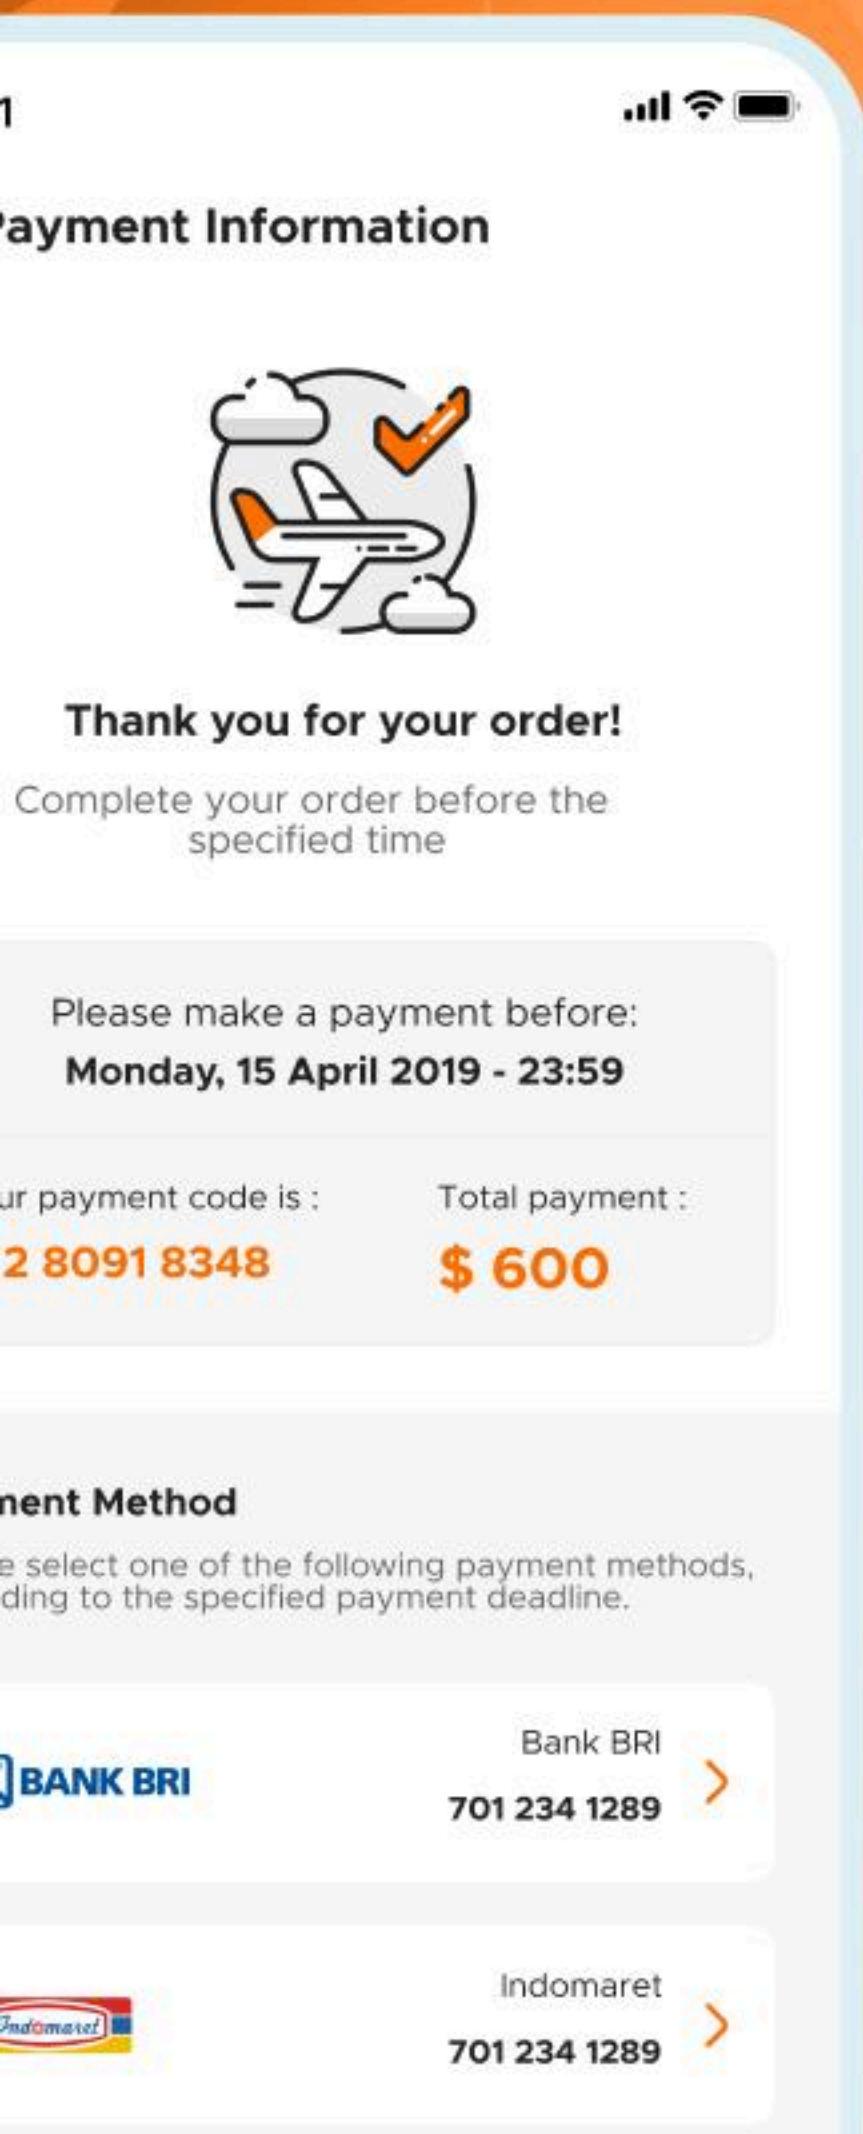 1
Payment Information
Thank you for your order!
Complete your order before the
specified time
Please make a payment before:
Monday, 15 April 2019 - 23:59
ur payment code is :
Total payment :
2 8091 8348
$ 600
ment Method
e select one of the following payment methods,
ding to the specified payment deadline.
BANK BRI
Bank BRI
701 234 1289
Indomaret
Indomaret
701 234 1289